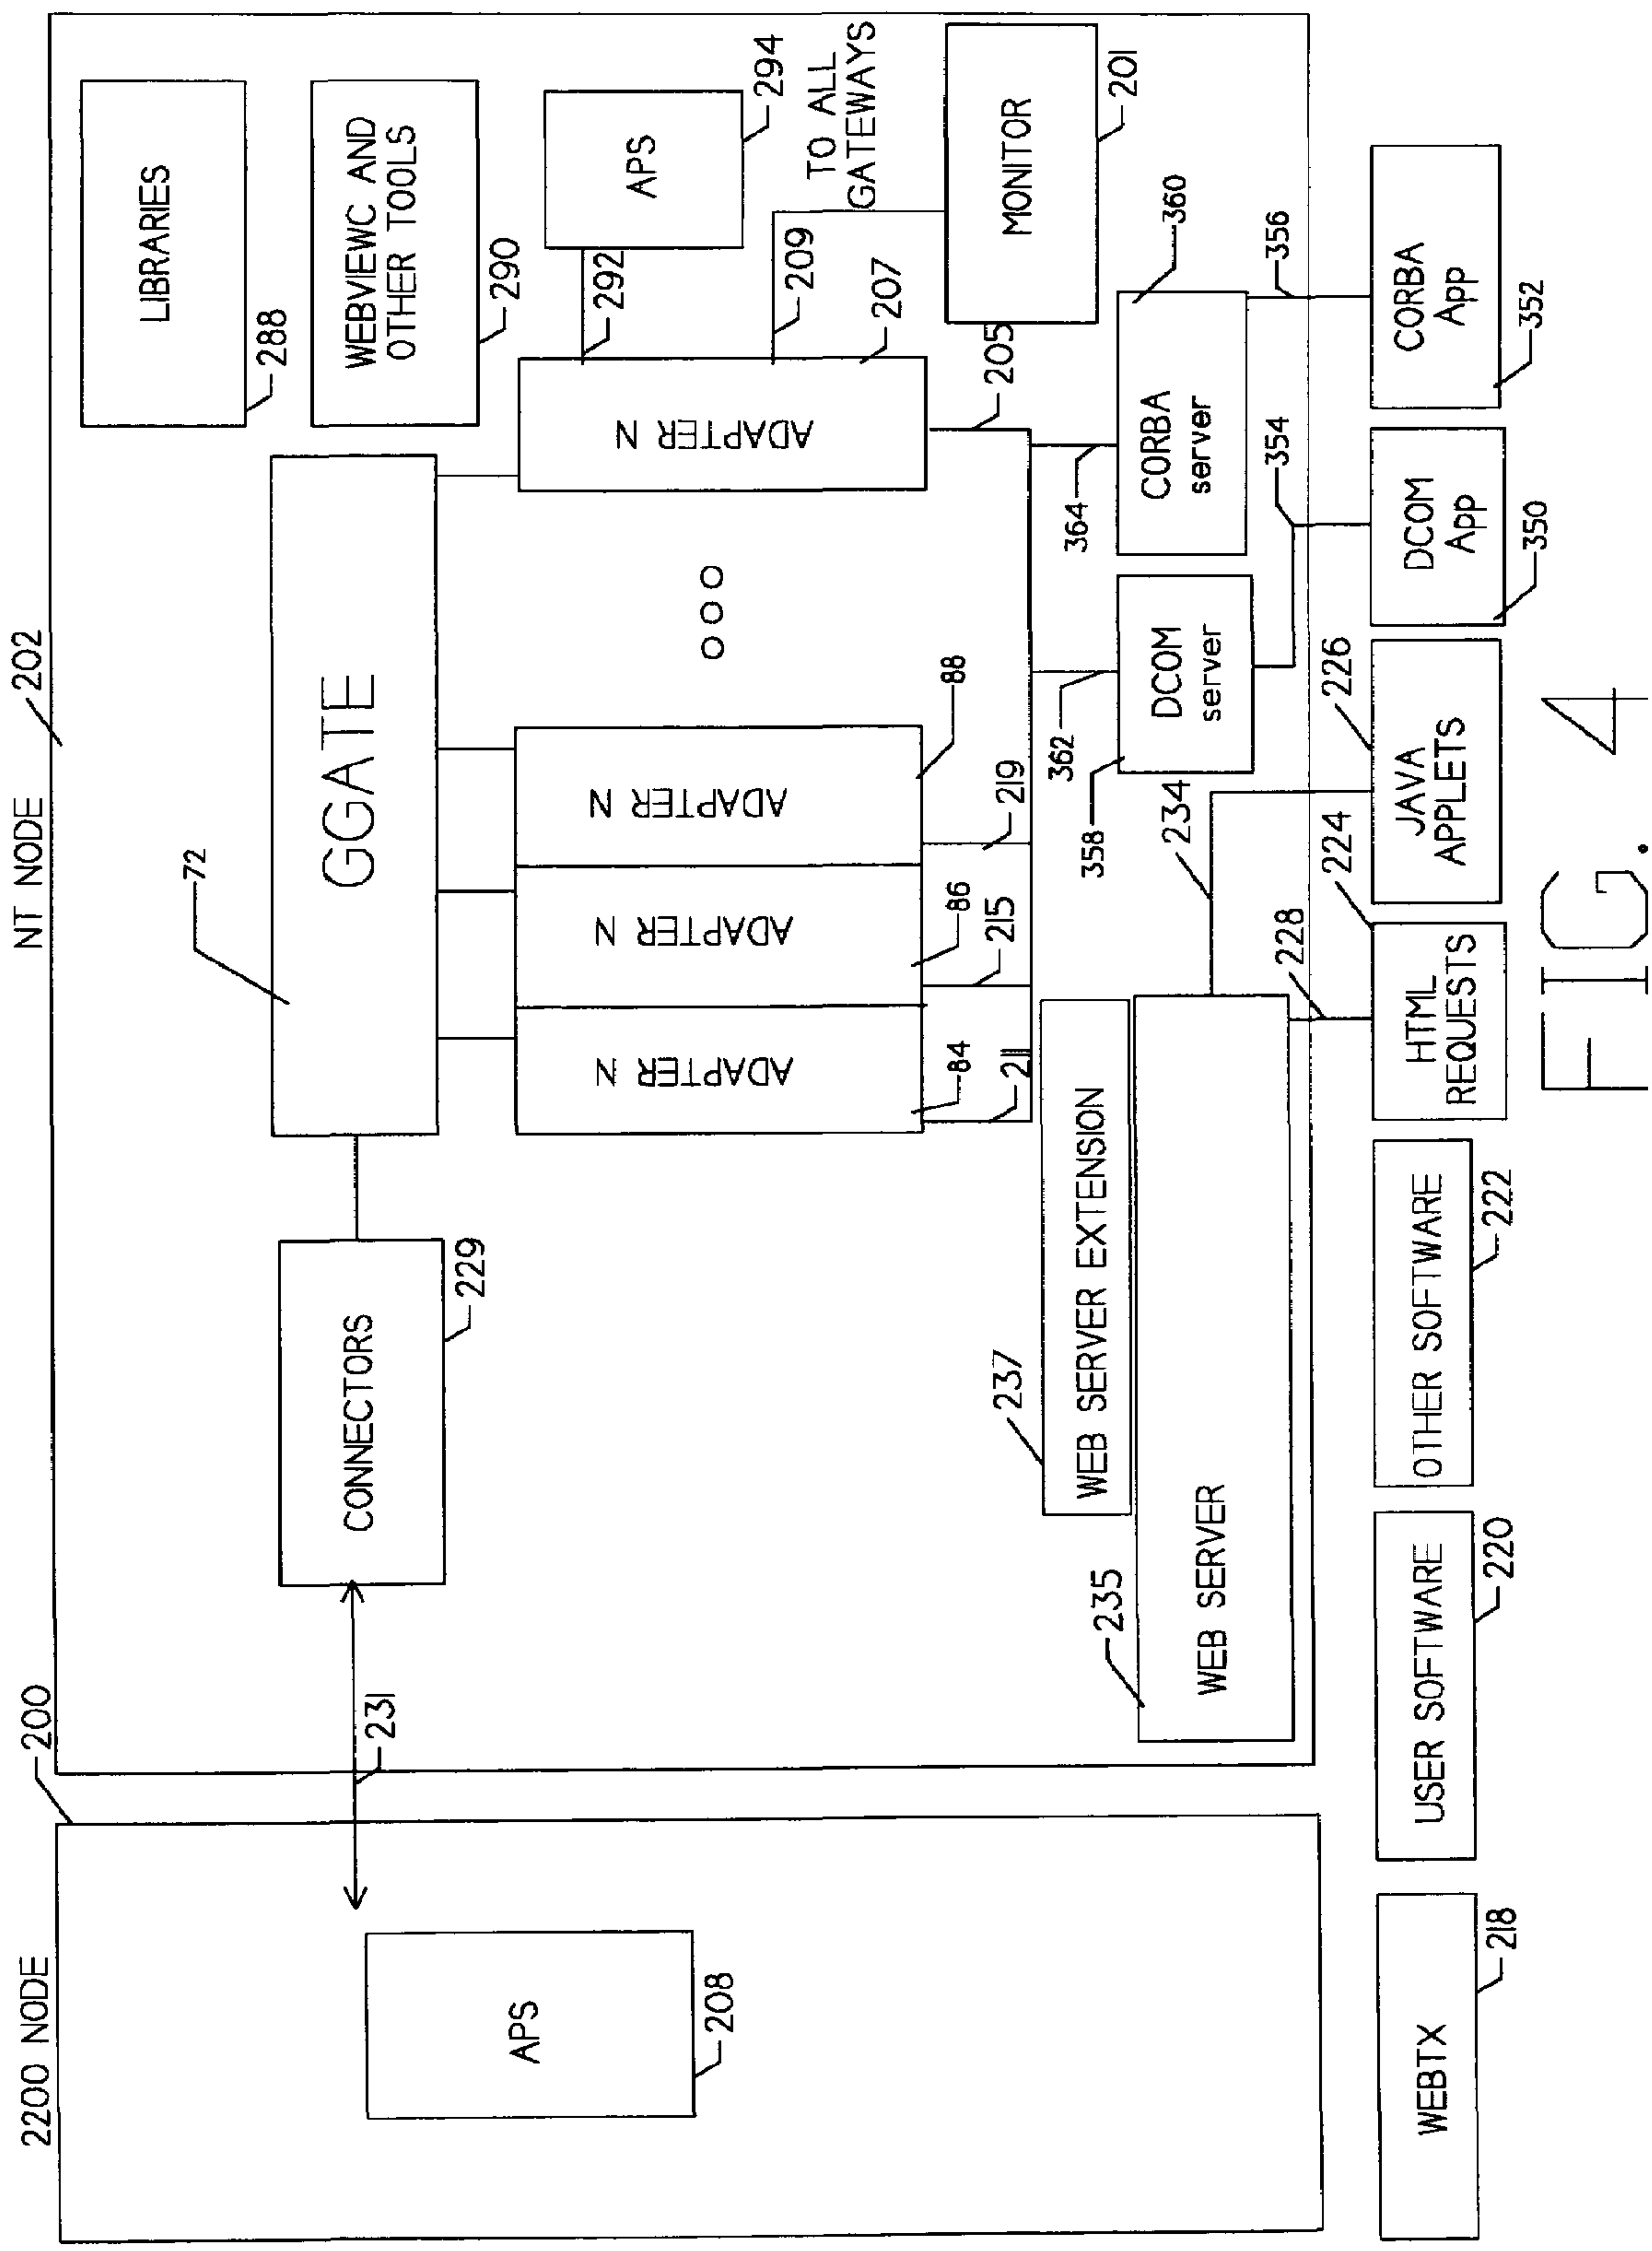 2200 NODE
200
NT NODE
202
LIBRARIES
288
WEBVIEWC AND
OTHER TOOLS
290
72
GGATE
CONNECTORS
229
231
APS
208
ADAPTER N
84
ADAPTER N
86
ADAPTER N
88
OOO
ADAPTER N
207
APS
294
292
209
TO ALL
GATEWAYS
MONITOR
201
205
211
215
219
237
WEB SERVER EXTENSION
235
WEB SERVER
234
228
362
358
DCOM
server
364
CORBA
server
360
354
356
WEBTX
218
USER SOFTWARE
220
OTHER SOFTWARE
222
HTML
REQUESTS
224
JAVA
APPLETS
226
DCOM
App
350
CORBA
App
352
FIG. 4